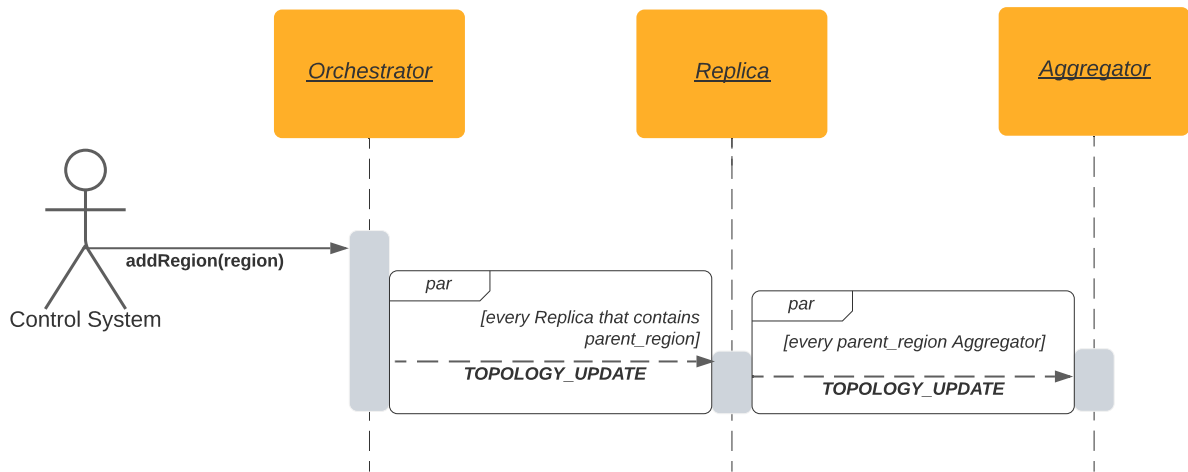 Orchestrator
Replica
Aggregator
addRegion(region)
Control System
par
[every Replica that contains
parent_region]
TOPOLOGY_UPDATE
par
[every parent_region Aggregator]
TOPOLOGY_UPDATE